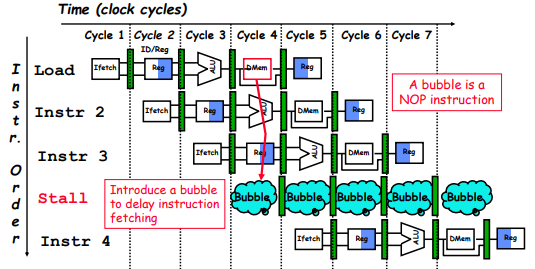 Time (clock cycles)
Cycle 1 Cycle 2 Cycle 3 Cycle 4 Cycle 5 Cycle 6 Cycle 7
ID/Reg
Instr. Order
Load Ifetch Reg ALU DMem Reg
A bubble is a
NOP instruction
Instr 2 Ifetch Reg ALU DMem Reg
Instr 3 Ifetch Reg ALU DMem Reg
Stall Bubble Bubble Bubble Bubble Bubble
Introduce a bubble
to delay instruction
fetching
Instr 4 Ifetch Reg ALU DMem Reg